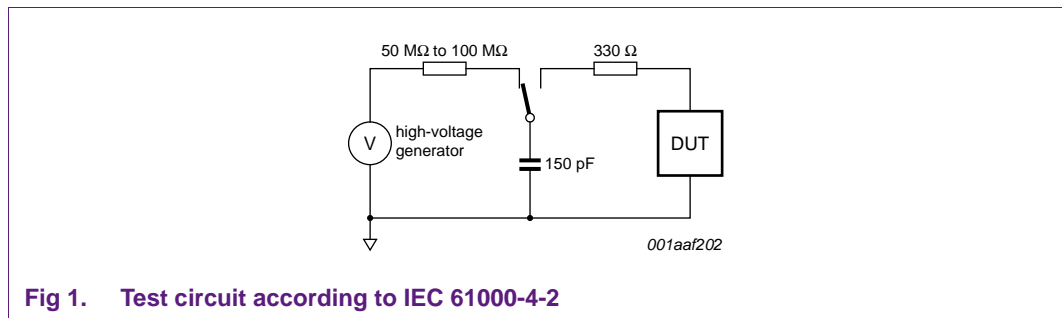 50 MΩ to 100 MΩ
330 Ω
V
high-voltage
generator
150 pF
DUT
001aaf202
Fig 1. Test circuit according to IEC 61000-4-2